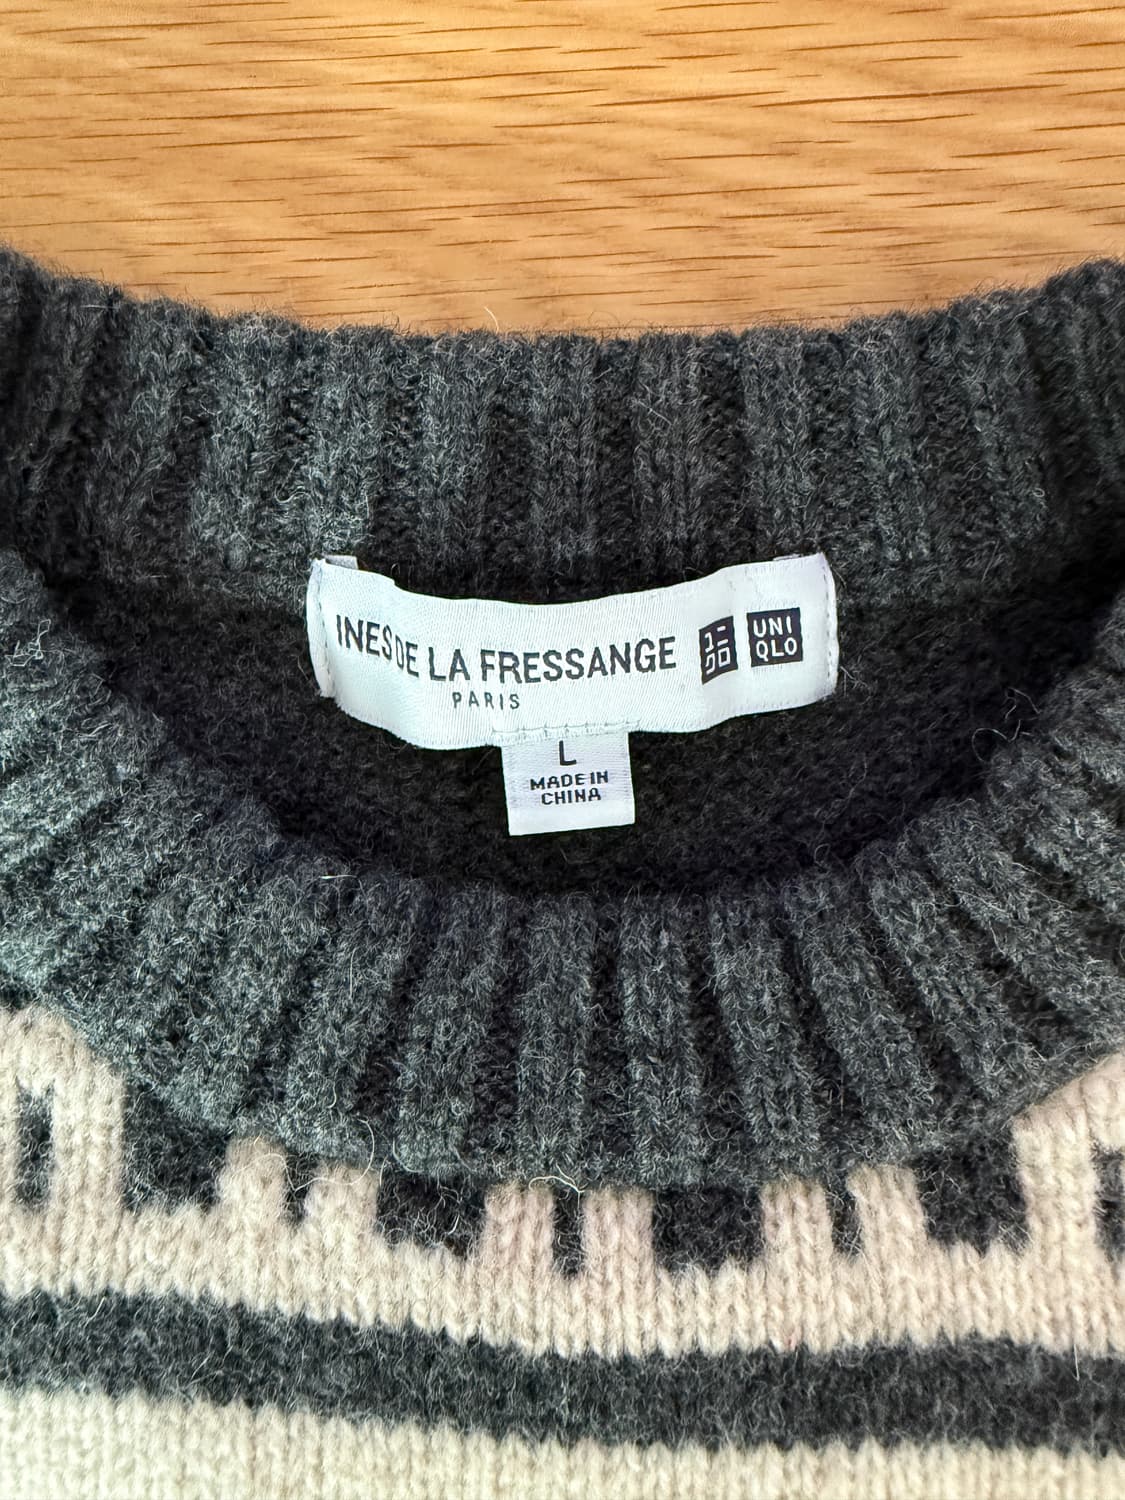 INES DE LA FRESSANGE
PARIS
ユニ
クロ
UNI
QLO
L
MADE IN
CHINA